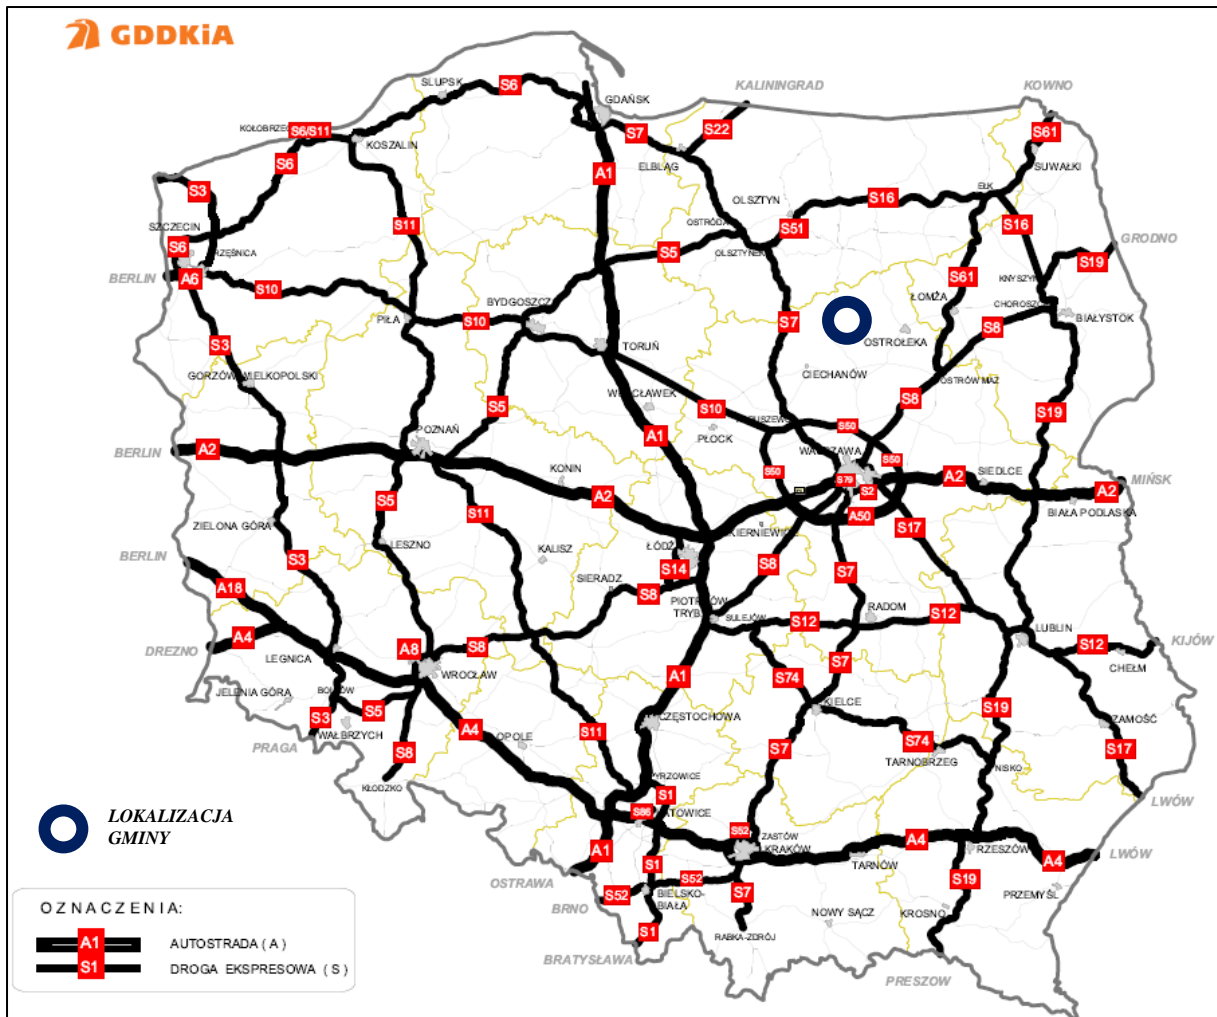 GDDKiA
KALININGRAD
KOWNO
SŁUPSK
S6
GDAŃSK
S22
S61
KOŁOBRZEG
S6/S11
KOSZALIN
S7
ELBLĄG
SUWAŁKI
S6
A1
EŁK
S3
OLSZTYN
S16
SZCZECIN
S11
OSTRÓDA
S51
S16
GRODNO
S6
RZĘŚNICA
S5
OLSZTYNEK
S19
BERLIN
A6
S10
S61
KNYSZYN
BYDGOSZCZ
ŁOMŻA
CHOROSZCZ
PIŁA
S10
S7
S8
BIAŁYSTOK
S3
TORUŃ
OSTROŁĘKA
GORZÓW WIELKOPOLSKI
CIECHANÓW
OSTRÓW MAZ
WŁOCŁAWEK
S5
S10
S8
S19
POZNAŃ
A1
PŁOCK
S50
BERLIN
A2
WARSZAWA
S50
KONIN
S50
S79
S2
A2
SIEDLCE
MIŃSK
A2
S5
A2
BIAŁA PODLASKA
S11
A50
ZIELONA GÓRA
S17
LESZNO
ŁÓDŹ
BERLIN
S3
KALISZ
S14
S8
S7
A18
SIERADZ
S8
PIOTRKÓW
TRYB.
SULEJÓW
S12
RADOM
S12
A4
LUBLIN
DREZNO
LEGNICA
A8
S8
S12
KIJÓW
WROCŁAW
A1
S7
CHEŁM
JELENIA GÓRA
S74
S3
S5
KIELCE
S19
WAŁBRZYCH
CZĘSTOCHOWA
ZAMOŚĆ
PRAGA
A4
OPOLE
S11
S7
S74
S17
S8
TARNOBRZEG
KŁODZKO
NISKO
S1
LWÓW
LOKALIZACJA
GMINY
S86
S52
ZASTÓW
A1
KRAKÓW
A4
RZESZÓW
LWÓW
S1
TARNÓW
A4
OSTRAWA
S52
S52
S7
S19
PRZEMYŚL
BRNO
BIELSKO-
BIAŁA
KROSNO
OZNACZENIA:
NOWY SĄCZ
S1
RABKA-ZDRÓJ
A1
AUTOSTRADA ( A )
BRATYSŁAWA
S1
DROGA EKSPRESOWA ( S )
PRESZOW